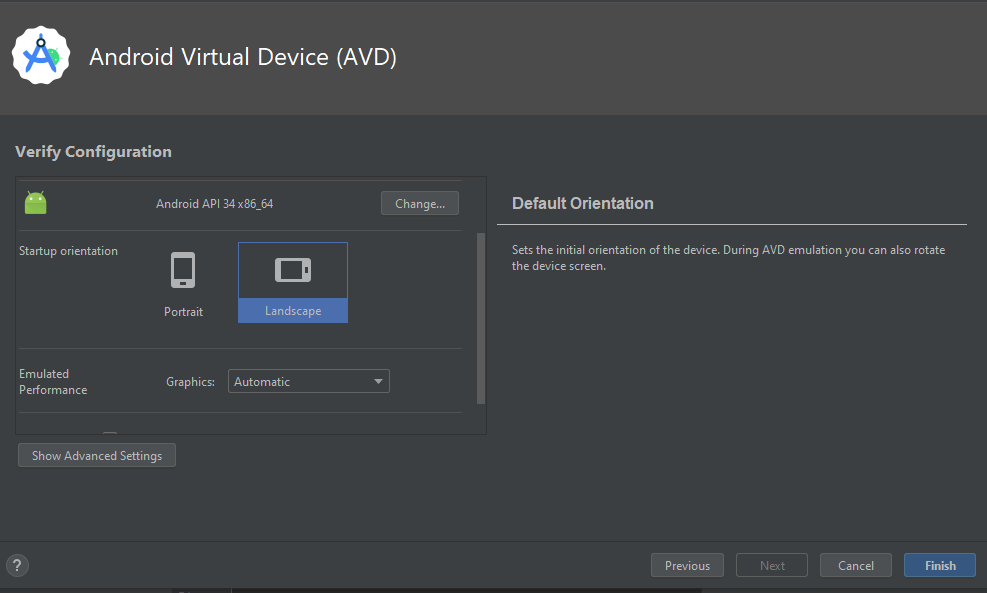 Android Virtual Device (AVD)
Verify Configuration
Android API 34 x86_64
Change...
Startup orientation
Portrait
Landscape
Emulated
Performance
Graphics:
Automatic
Show Advanced Settings
Default Orientation
Sets the initial orientation of the device. During AVD emulation you can also rotate
the device screen.
?
Previous
Next
Cancel
Finish